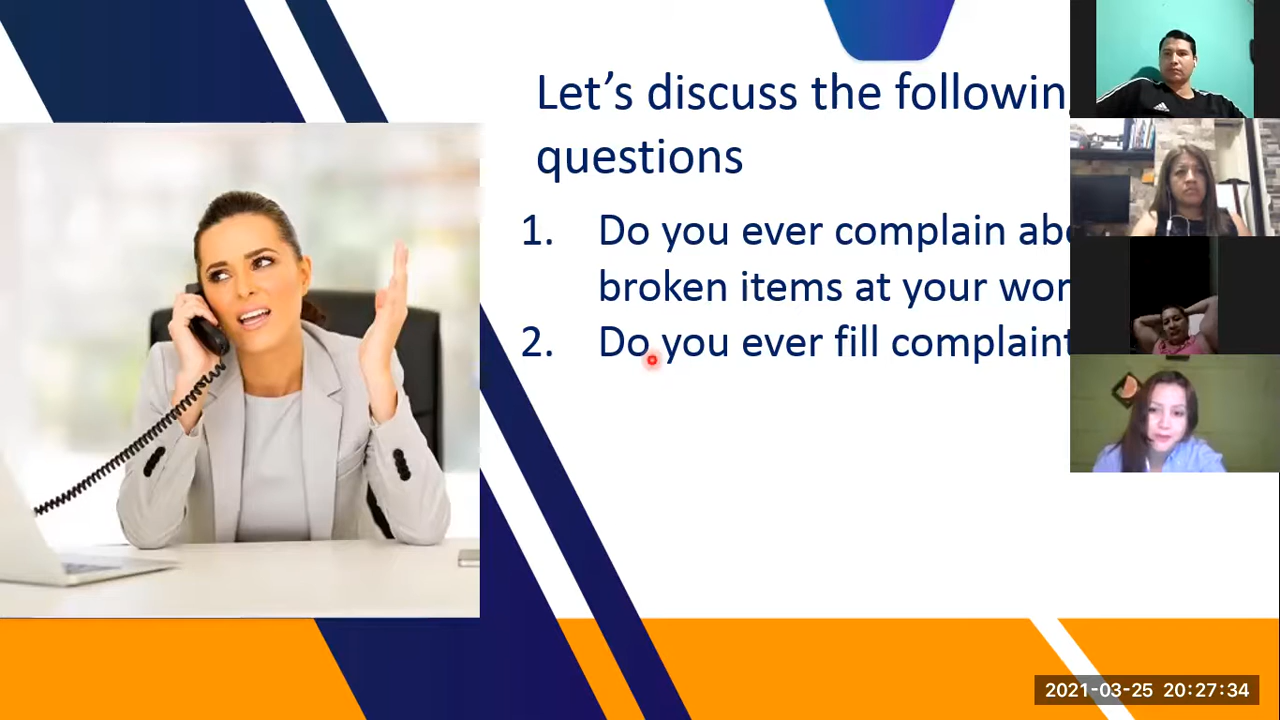 Let's discuss the followin
questions
1. Do you ever complain abo
broken items at your wor
2. Do you ever fill complaint
2021-03-25 20:27:34